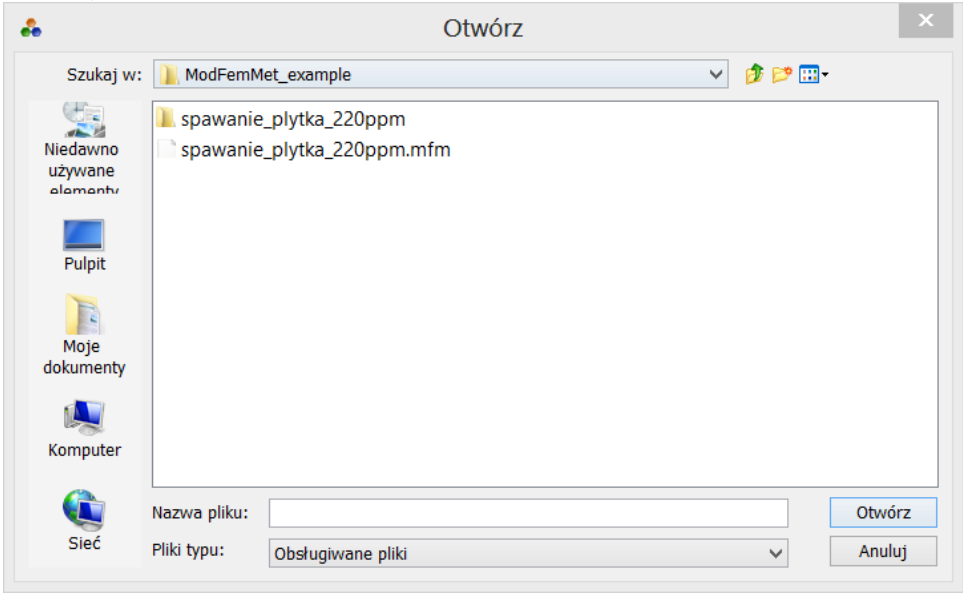 Otwórz
Szukaj w: ModFemMet_example
spawanie_plytka_220ppm
spawanie_plytka_220ppm.mfm
Niedawno
używane
elementy
Pulpit
Moje
dokumenty
Komputer
Sieć
Nazwa pliku: Otwórz
Pliki typu: Obsługiwane pliki Anuluj